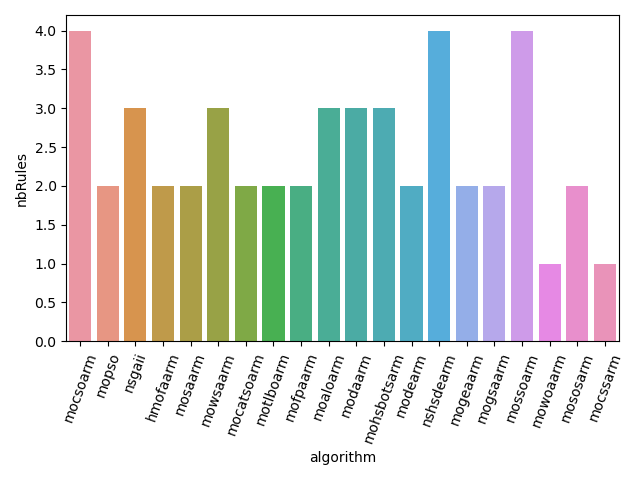 4.0
3.5
3.0
2.5
2.0
1.5
1.0
0.5
0.0
nbRules
mocsoarm
mopso
nsgaii
hmofaarm
mosaarm
mowsaarm
mocatsoarm
motlboarm
mofpaarm
moaloarm
modaarm
mohsbotsarm
modearm
nshsdearm
mogeaarm
mogsaarm
mossoarm
mowoaarm
mososarm
mocssarm
algorithm